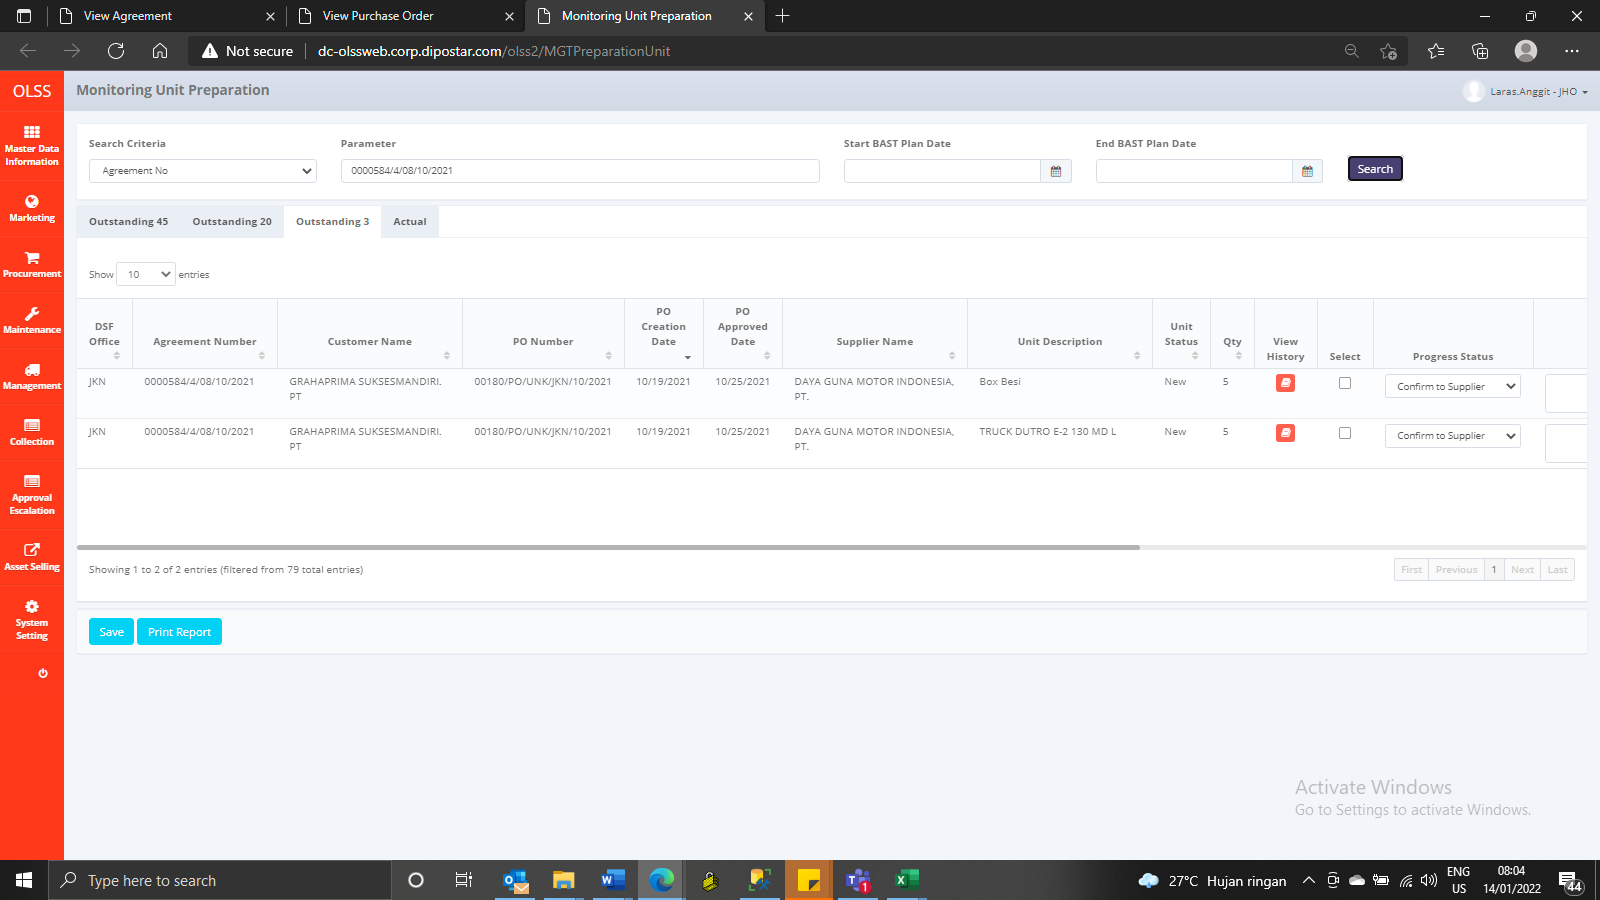 View Agreement
View Purchase Order
Monitoring Unit Preparation
Not secure
dc-olssweb.corp.dipostar.com/olss2/MGTPreparationUnit
OLSS
Monitoring Unit Preparation
Laras.Anggit - JHO
Master Data Information
Marketing
Procurement
Maintenance
Management
Collection
Approval Escalation
Asset Selling
System Setting
Search Criteria
Parameter
Start BAST Plan Date
End BAST Plan Date
Agreement No
0000584/4/08/10/2021
Search
Outstanding 45
Outstanding 20
Outstanding 3
Actual
Show 10 entries
DSF Office
Agreement Number
Customer Name
PO Number
PO Creation Date
PO Approved Date
Supplier Name
Unit Description
Unit Status
Qty
View History
Select
Progress Status
JKN
0000584/4/08/10/2021
GRAHAPRIMA SUKSESMANDIRI. PT
00180/PO/UNK/JKN/10/2021
10/19/2021
10/25/2021
DAYA GUNA MOTOR INDONESIA, PT.
Box Besi
New
5
Confirm to Supplier
JKN
0000584/4/08/10/2021
GRAHAPRIMA SUKSESMANDIRI. PT
00180/PO/UNK/JKN/10/2021
10/19/2021
10/25/2021
DAYA GUNA MOTOR INDONESIA, PT.
TRUCK DUTRO E-2 130 MD L
New
5
Confirm to Supplier
Showing 1 to 2 of 2 entries (filtered from 79 total entries)
First
Previous
1
Next
Last
Save
Print Report
Activate Windows
Go to Settings to activate Windows.
Type here to search
1
27°C Hujan ringan
ENG
US
08:04
14/01/2022
44